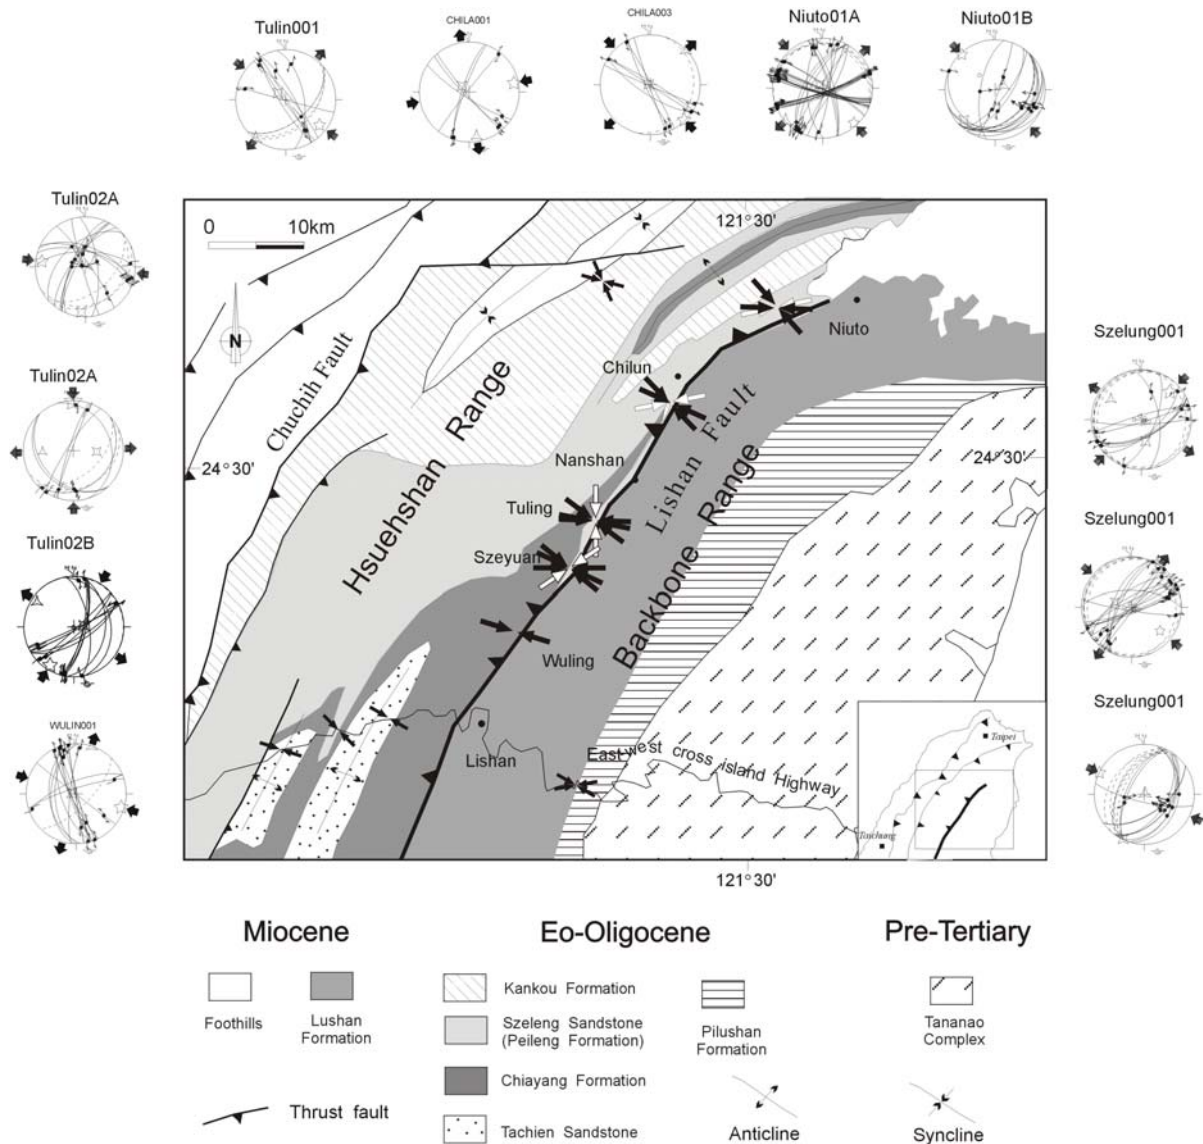 Tulin001
CHILA001
CHILA003
Niuto01A
Niuto01B
Tulin02A
Tulin02A
Tulin02B
WULIN001
Szelung001
Szelung001
Szelung001
0 10km
121°30'
N
Chuchih Fault
Hsuehshan Range
Niuto
Chilun
Nanshan
Lishan Fault
24°30'
24°30'
Tuling
Szeyuan
Backbone Range
Wuling
Lishan
East west cross island Highway
Taipei
Taichung
121°30'
Miocene
Eo-Oligocene
Pre-Tertiary
Foothills
Lushan
Formation
Kankou Formation
Szeleng Sandstone
(Peileng Formation)
Chiayang Formation
Tachien Sandstone
Pilushan
Formation
Tananao
Complex
Thrust fault
Anticline
Syncline